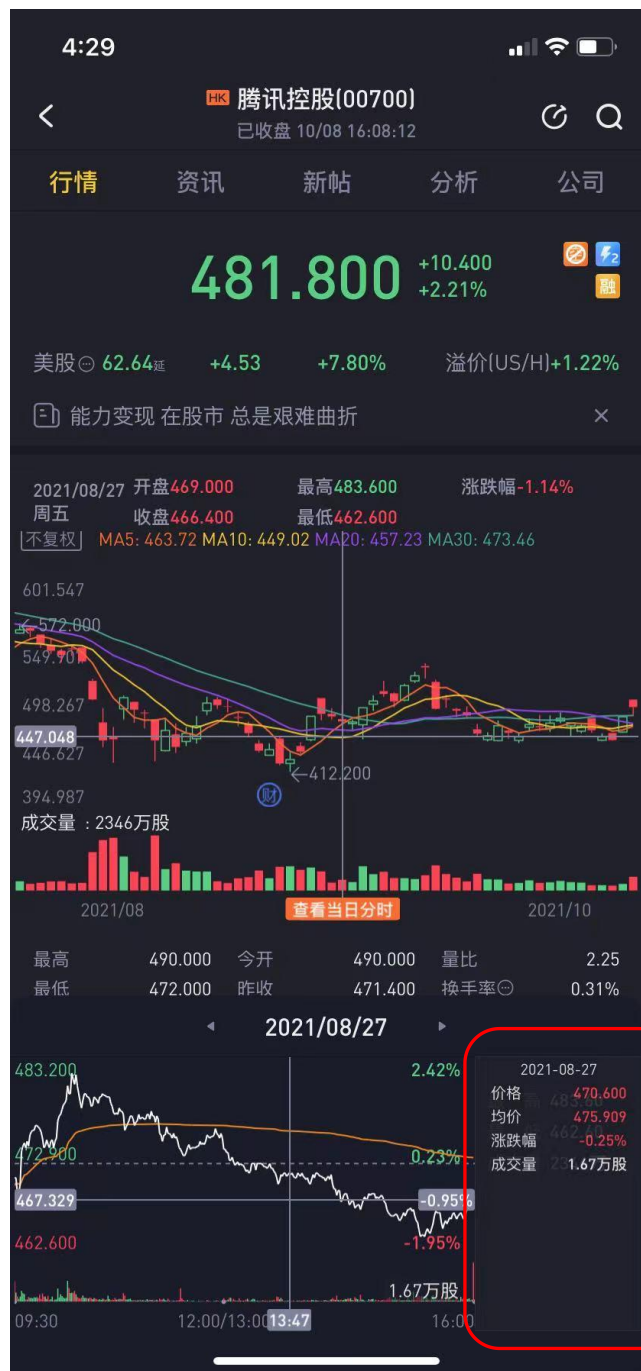 4:29
HK 腾讯控股(00700)
已收盘 10/08 16:08:12
行情 资讯 新帖 分析 公司
481.800 +10.400
+2.21%
2
融
美股 62.64延 +4.53 +7.80% 溢价(US/H)+1.22%
能力变现 在股市 总是艰难曲折 ×
2021/08/27 开盘469.000 最高483.600 涨跌幅-1.14%
周五 收盘466.400 最低462.600
不复权 MA5: 463.72 MA10: 449.02 MA20: 457.23 MA30: 473.46
601.547
←572.000
549.907
498.267
447.048
446.627
←412.200
394.987
财
成交量 : 2346万股
2021/08 查看当日分时 2021/10
最高 490.000 今开 490.000 量比 2.25
最低 472.000 昨收 471.400 换手率 0.31%
2021/08/27
483.200 2.42%
472.900 0.23%
467.329 -0.95%
462.600 -1.95%
1.67万股
09:30 12:00/13:00 13:47 16:00
2021-08-27
价格 470.600
均价 475.909
涨跌幅 -0.25%
成交量 1.67万股